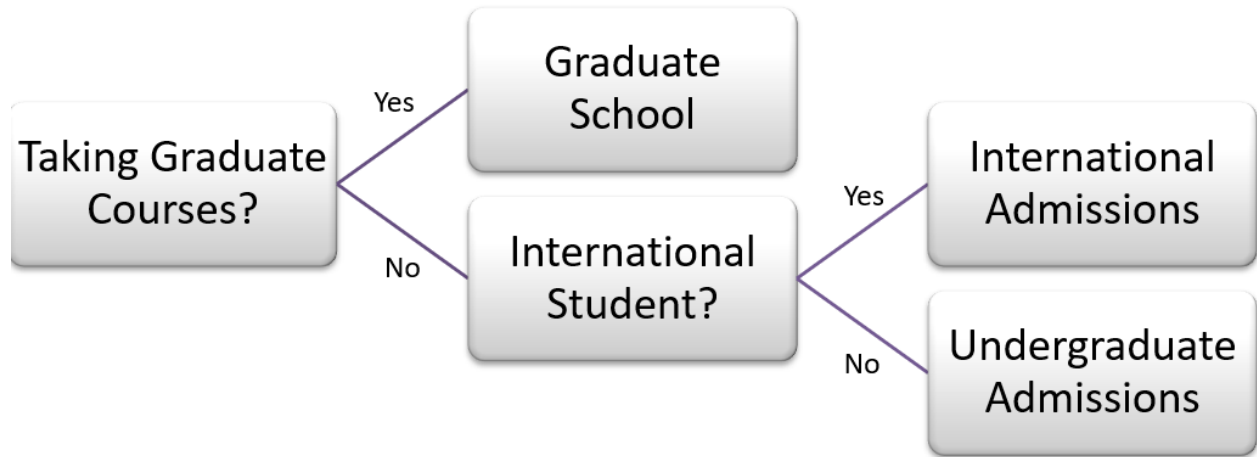 Taking Graduate
Courses?
Yes
No
Graduate
School
International
Student?
Yes
No
International
Admissions
Undergraduate
Admissions